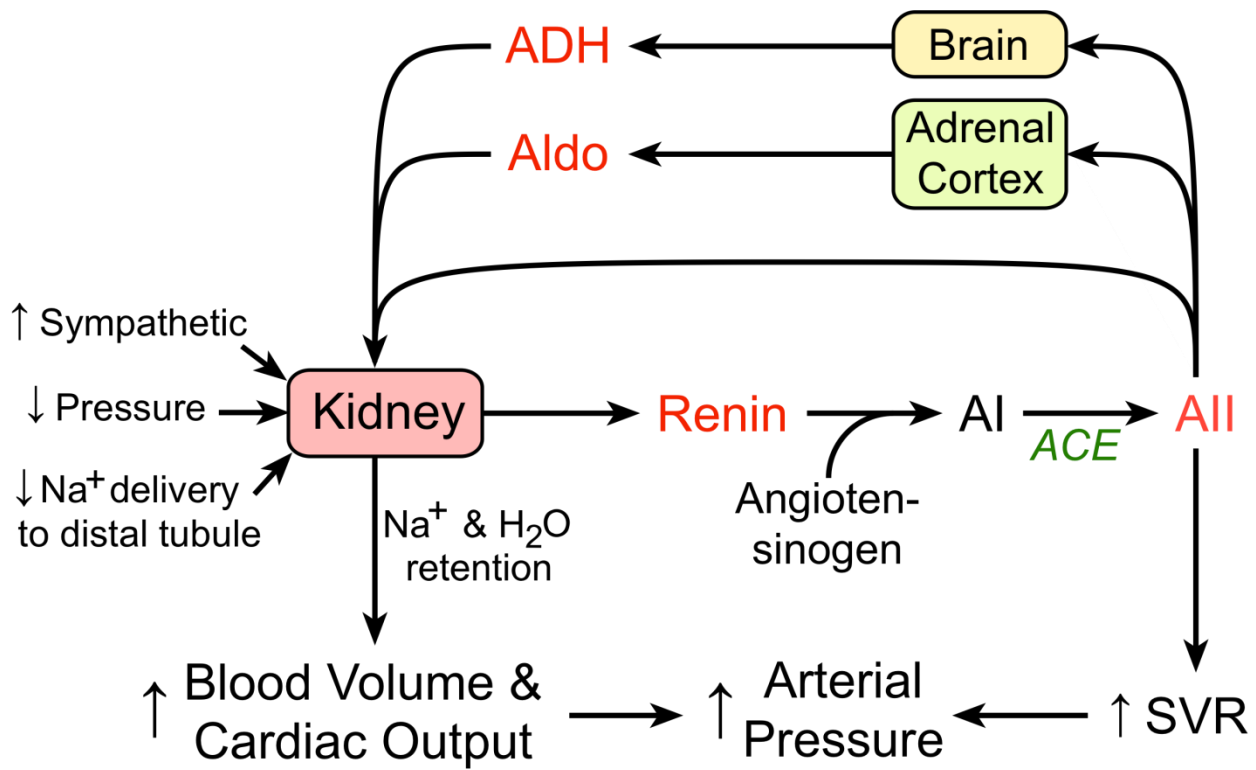 ADH
Brain
Aldo
Adrenal
Cortex
↑ Sympathetic
↓ Pressure
↓ Na⁺ delivery
to distal tubule
Kidney
Renin
AI
ACE
AII
Angioten-
sinogen
Na⁺ & H₂O
retention
↑ Blood Volume &
Cardiac Output
↑ Arterial
Pressure
↑ SVR